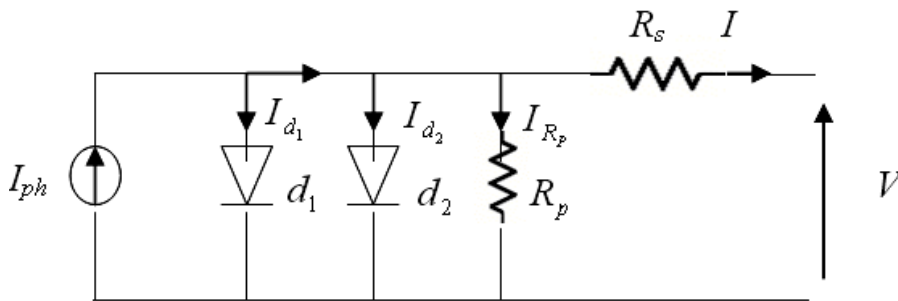 R_s I
I_{d_1} I_{d_2} I_{R_p}
I_{ph} d_1 d_2 R_p V